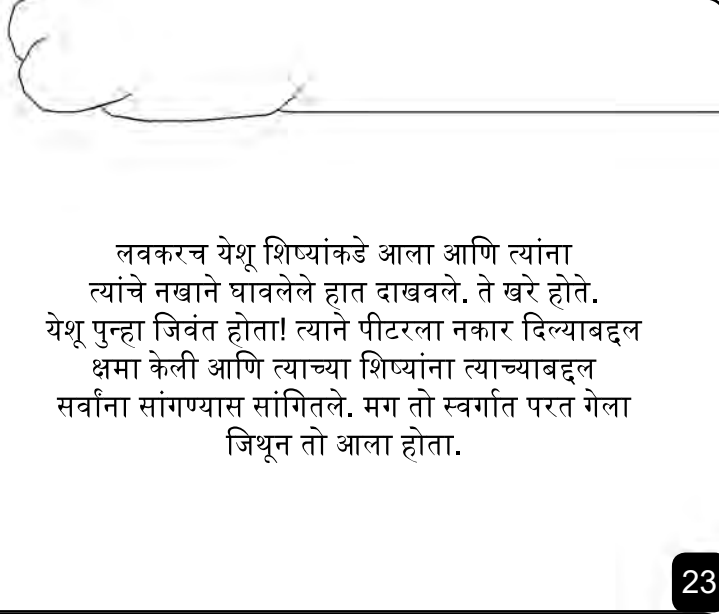 लवकरच येशू शिष्यांकडे आला आणि त्यांना
त्यांचे नखाने घावलेले हात दाखवले. ते खरे होते.
येशू पुन्हा जिवंत होता! त्याने पीटरला नकार दिल्याबद्दल
क्षमा केली आणि त्याच्या शिष्यांना त्याच्याबद्दल
सर्वांना सांगण्यास सांगितले. मग तो स्वर्गात परत गेला
जिथून तो आला होता.
23